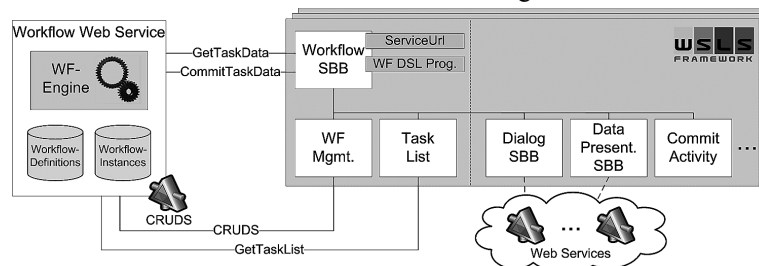 Workflow Web Service
WF-
Engine
Workflow-
Definitions
Workflow-
Instances
CRUDS
GetTaskData
CommitTaskData
CRUDS
GetTaskList
Workflow
SBB
ServiceUrl
WF DSL Prog.
WSLS
FRAMEWORK
WF
Mgmt.
Task
List
Dialog
SBB
Data
Present.
SBB
Commit
Activity
...
...
Web Services